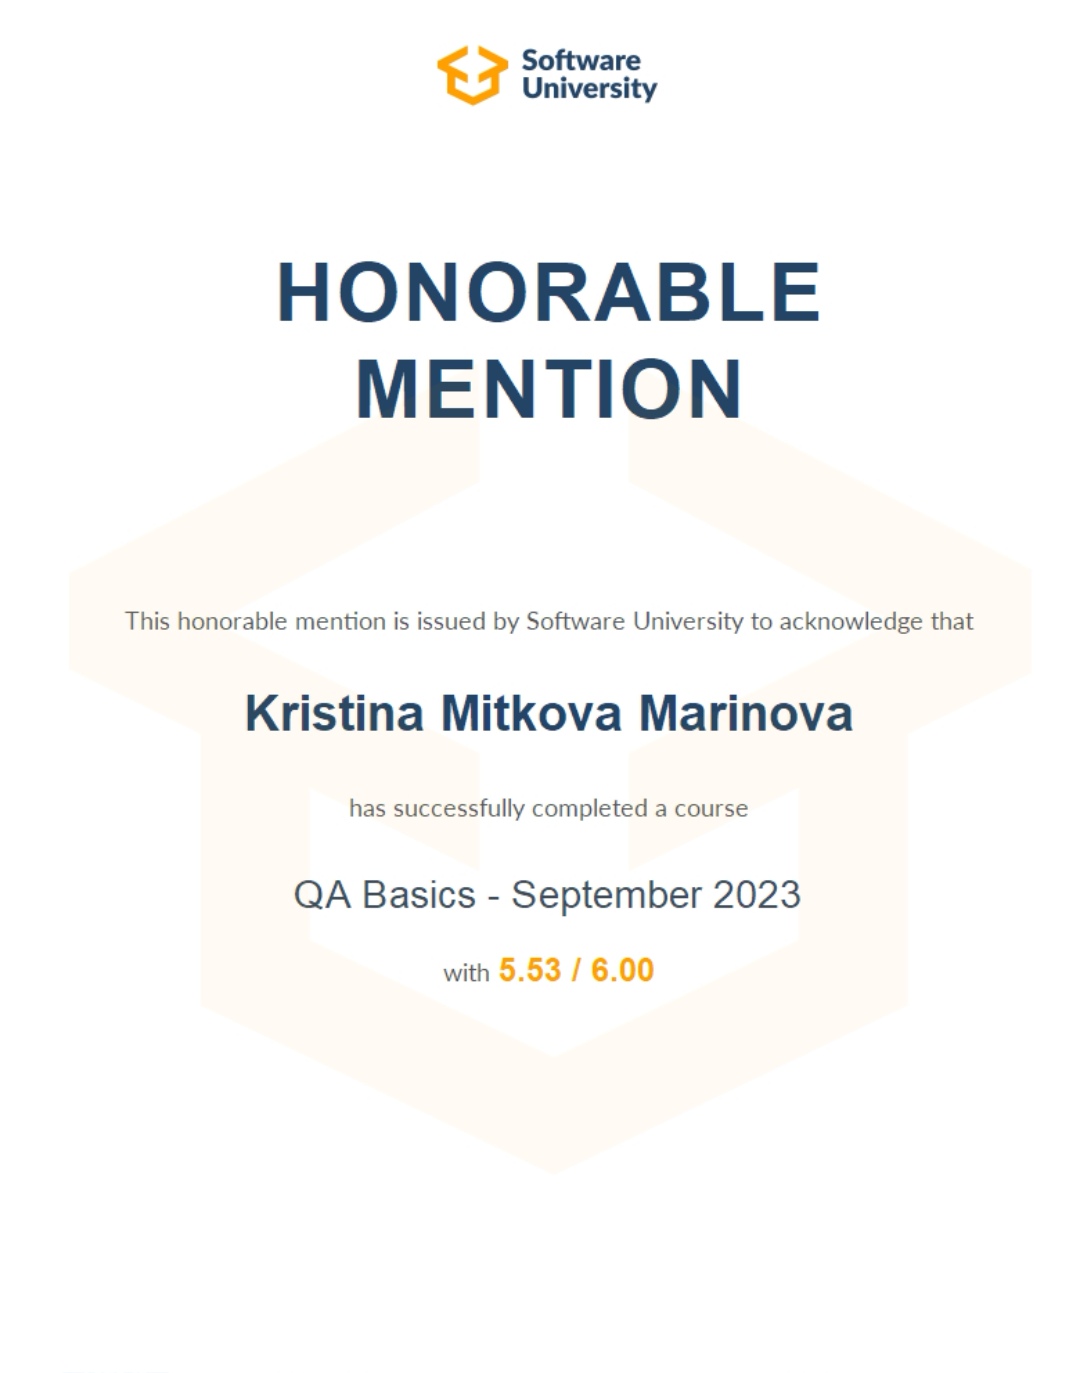 Software
University
HONORABLE
MENTION
This honorable mention is issued by Software University to acknowledge that
Kristina Mitkova Marinova
has successfully completed a course
QA Basics - September 2023
with 5.53 / 6.00